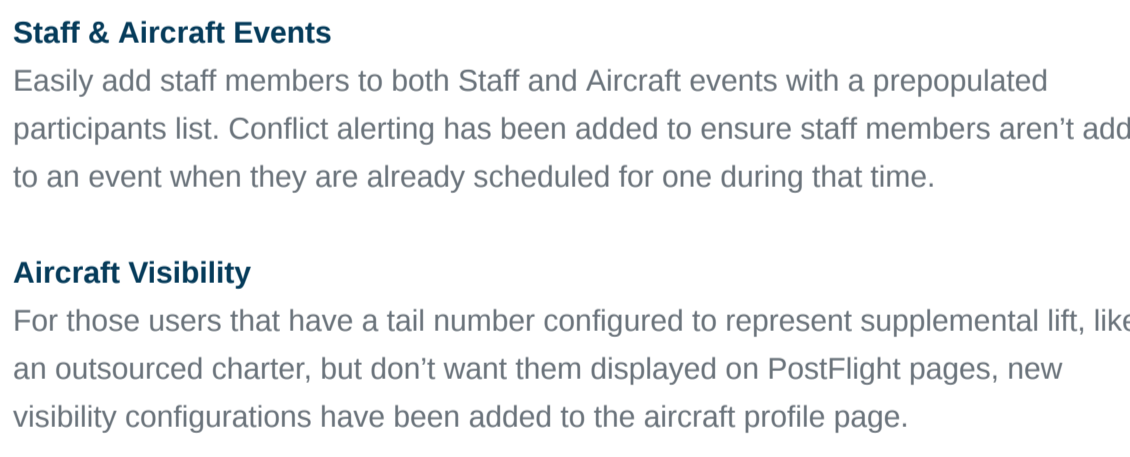 Staff & Aircraft Events
Easily add staff members to both Staff and Aircraft events with a prepopulated
participants list. Conflict alerting has been added to ensure staff members aren’t add
to an event when they are already scheduled for one during that time.
Aircraft Visibility
For those users that have a tail number configured to represent supplemental lift, like
an outsourced charter, but don’t want them displayed on PostFlight pages, new
visibility configurations have been added to the aircraft profile page.